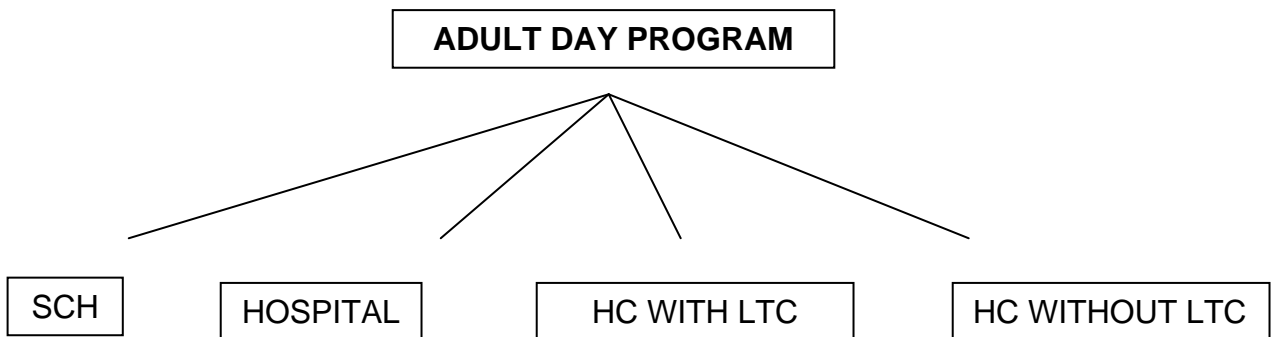 ADULT DAY PROGRAM
SCH
HOSPITAL
HC WITH LTC
HC WITHOUT LTC